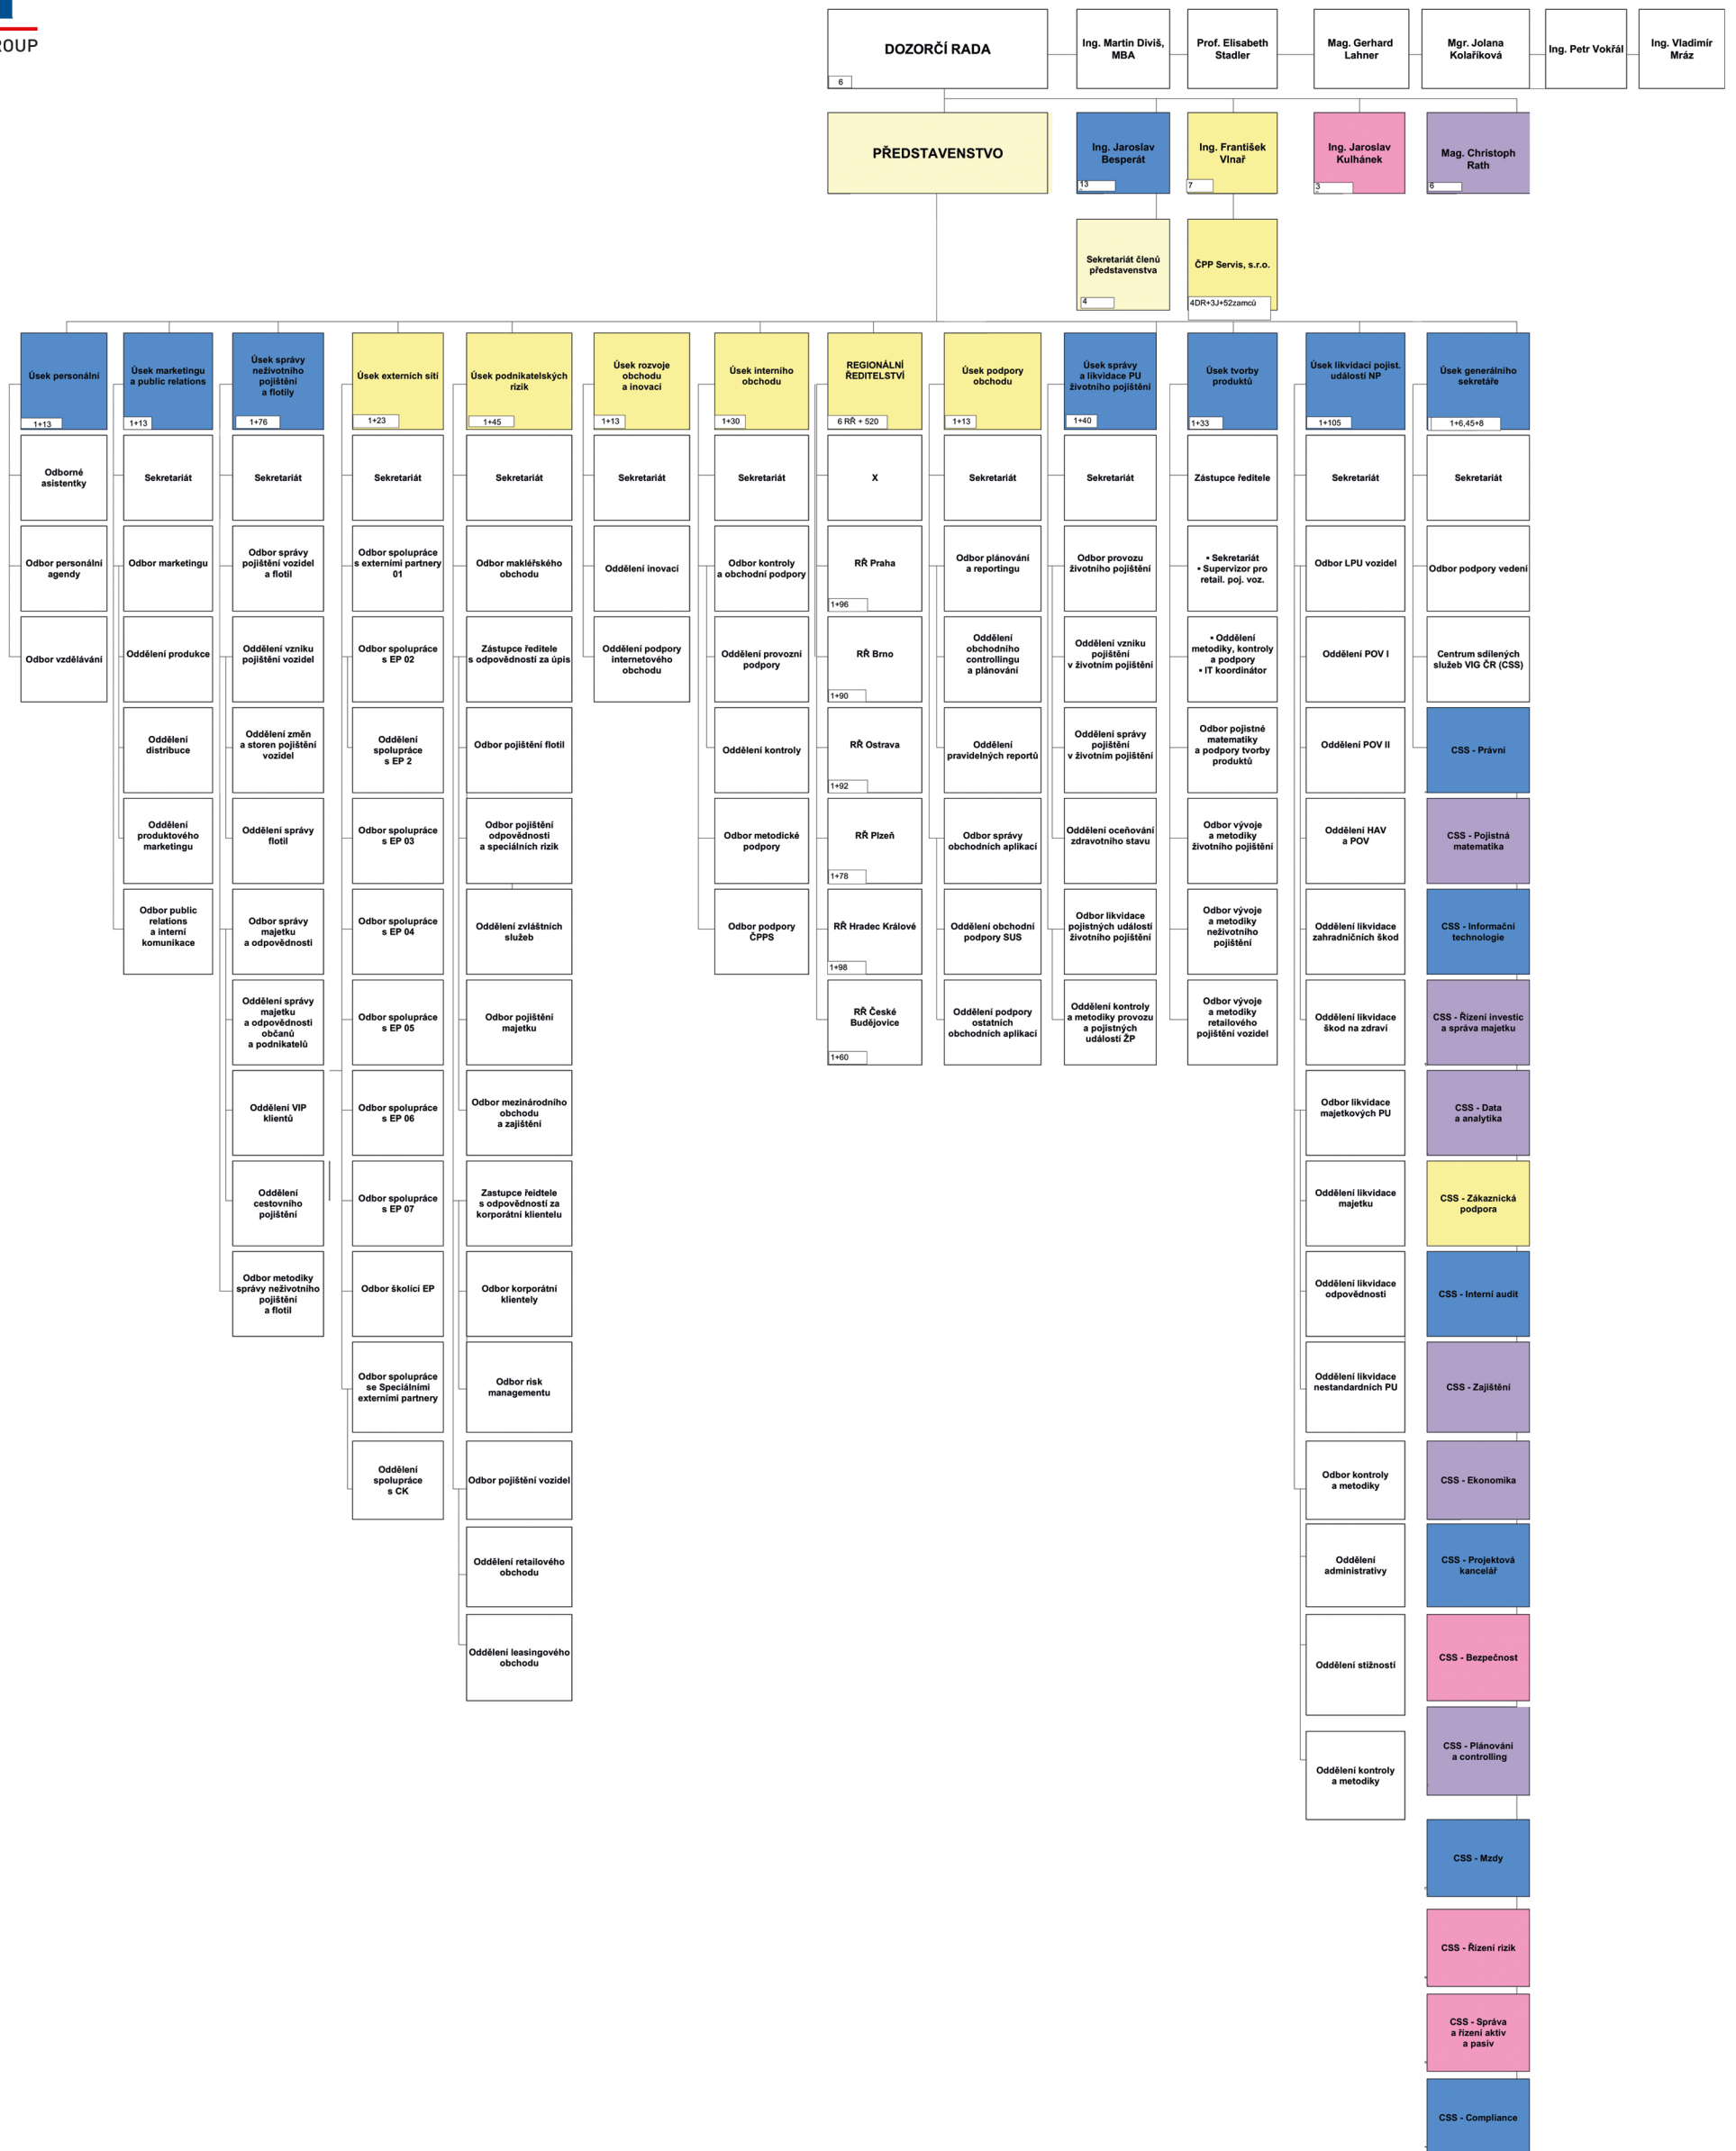 ROUP
DOZORČÍ RADA
6
Ing. Martin Diviš,
MBA
Prof. Elisabeth
Stadler
Mag. Gerhard
Lahner
Mgr. Jolana
Kolaříková
Ing. Petr Vokřál
Ing. Vladimír
Mráz
PŘEDSTAVENSTVO
Ing. Jaroslav
Besperát
13
Ing. František
Vlnař
7
Ing. Jaroslav
Kulhánek
3
Mag. Christoph
Rath
6
Sekretariát členů
představenstva
4
ČPP Servis, s.r.o.
4DR+3J+52zamců
Úsek personální
1+13
Odborné
asistentky
Odbor personální
agendy
Odbor vzdělávání
Úsek marketingu
a public relations
1+13
Sekretariát
Odbor marketingu
Oddělení produkce
Oddělení
distribuce
Oddělení
produktového
marketingu
Odbor public
relations
a interní
komunikace
Úsek správy
neživotního
pojištění
a flotily
1+76
Sekretariát
Odbor správy
pojištění vozidel
a flotil
Oddělení vzniku
pojištění vozidel
Oddělení změn
a storen pojištění
vozidel
Oddělení správy
flotil
Odbor správy
majetku
a odpovědnosti
Oddělení správy
majetku
a odpovědnosti
občanů
a podnikatelů
Oddělení VIP
klientů
Oddělení
cestovního
pojištění
Odbor metodiky
správy neživotního
pojištění
a flotil
Úsek externích sítí
1+23
Sekretariát
Odbor spolupráce
s externími partnery
01
Odbor spolupráce
s EP 02
Oddělení
spolupráce
s EP 2
Odbor spolupráce
s EP 03
Odbor spolupráce
s EP 04
Odbor spolupráce
s EP 05
Odbor spolupráce
s EP 06
Odbor spolupráce
s EP 07
Odbor školící EP
Odbor spolupráce
se Speciálními
externími partnery
Oddělení
spolupráce
s CK
Úsek podnikatelských
rizik
1+45
Sekretariát
Odbor makléřského
obchodu
Zástupce ředitele
s odpovědností za úpis
Odbor pojištění flotil
Odbor pojištění
odpovědnosti
a speciálních rizik
Oddělení zvláštních
služeb
Odbor pojištění
majetku
Odbor mezinárodního
obchodu
a zajištění
Zastupce řeidtele
s odpovědností za
korporátní klientelu
Odbor korporátní
klientely
Odbor risk
managementu
Odbor pojištění vozidel
Oddělení retailového
obchodu
Oddělení leasingového
obchodu
Úsek rozvoje
obchodu
a inovací
1+13
Sekretariát
Oddělení inovací
Oddělení podpory
internetového
obchodu
Úsek interního
obchodu
1+30
Sekretariát
Odbor kontroly
a obchodní podpory
Oddělení provozní
podpory
Oddělení kontroly
Odbor metodické
podpory
Odbor podpory
ČPPS
REGIONÁLNÍ
ŘEDITELSTVÍ
6 RŘ + 520
X
RŘ Praha
1+96
RŘ Brno
1+90
RŘ Ostrava
1+92
RŘ Plzeň
1+78
RŘ Hradec Králové
1+98
RŘ České
Budějovice
1+60
Úsek podpory
obchodu
1+13
Sekretariát
Odbor plánování
a reportingu
Oddělení
obchodního
controllingu
a plánování
Oddělení
pravidelných reportů
Odbor správy
obchodních aplikací
Oddělení obchodní
podpory SUS
Oddělení podpory
ostatních
obchodních aplikací
Úsek správy
a likvidace PU
životního pojištění
1+40
Sekretariát
Odbor provozu
životního pojištění
Oddělení vzniku
pojištění
v životním pojištění
Oddělení správy
pojištění
v životním pojištění
Oddělení oceňování
zdravotního stavu
Odbor likvidace
pojistných událostí
životního pojištění
Oddělení kontroly
a metodiky provozu
a pojistných
událostí ŽP
Úsek tvorby
produktů
1+33
Zástupce ředitele
• Sekretariát
• Supervizor pro
retail. poj. voz.
• Oddělení
metodiky, kontroly
a podpory
• IT koordinátor
Odbor pojistné
matematiky
a podpory tvorby
produktů
Odbor vývoje
a metodiky
životního pojištění
Odbor vývoje
a metodiky
neživotního
pojištění
Odbor vývoje
a metodiky
retailového
pojištění vozidel
Úsek likvidací pojist.
událostí NP
1+105
Sekretariát
Odbor LPU vozidel
Oddělení POV I
Oddělení POV II
Oddělení HAV
a POV
Oddělení likvidace
zahradničních škod
Oddělení likvidace
škod na zdraví
Odbor likvidace
majetkových PU
Oddělení likvidace
majetku
Oddělení likvidace
odpovědnosti
Oddělení likvidace
nestandardních PU
Odbor kontroly
a metodiky
Oddělení
administrativy
Oddělení stížností
Oddělení kontroly
a metodiky
Úsek generálního
sekretáře
1+6,45+8
Sekretariát
Odbor podpory vedení
Centrum sdílených
služeb VIG ČR (CSS)
CSS - Právní
CSS - Pojistná
matematika
CSS - Informační
technologie
CSS - Řízení investic
a správa majetku
CSS - Data
a analytika
CSS - Zákaznická
podpora
CSS - Interní audit
CSS - Zajištění
CSS - Ekonomika
CSS - Projektová
kancelář
CSS - Bezpečnost
CSS - Plánování
a controlling
CSS - Mzdy
CSS - Řízení rizik
CSS - Správa
a řízení aktiv
a pasiv
CSS - Compliance